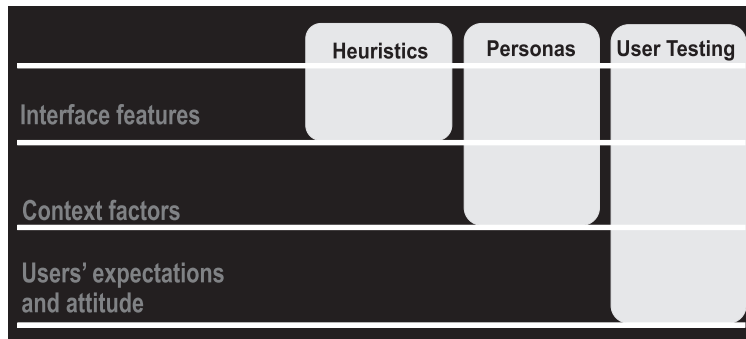 Heuristics Personas User Testing
Interface features
Context factors
Users’ expectations
and attitude